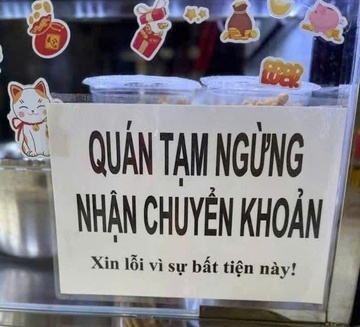 QUÁN TẠM NGỪNG
NHẬN CHUYỂN KHOẢN
Xin lỗi vì sự bất tiện này!